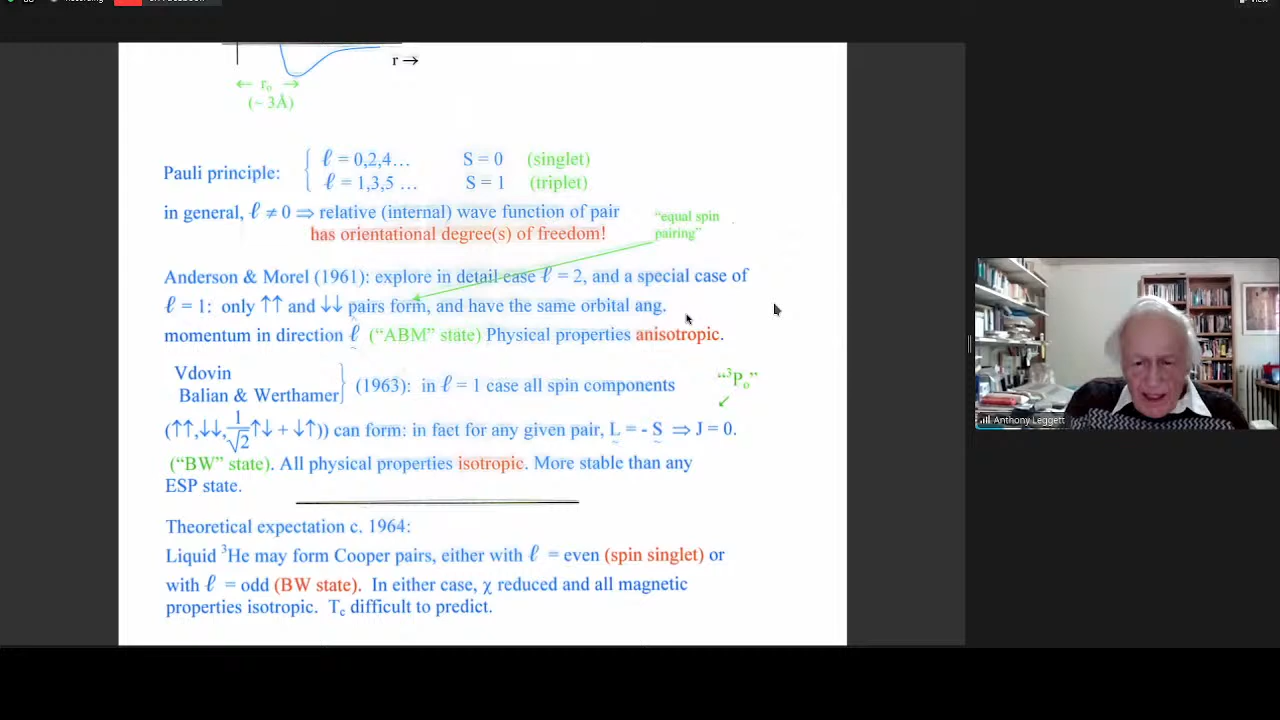 Recording
View
r →
← r₀ →
(~ 3Å)
Pauli principle:
ℓ = 0,2,4… S = 0 (singlet)
ℓ = 1,3,5 … S = 1 (triplet)
in general, ℓ ≠ 0 ⇒ relative (internal) wave function of pair
has orientational degree(s) of freedom!
“equal spin
pairing”
Anderson & Morel (1961): explore in detail case ℓ = 2, and a special case of
ℓ = 1: only ↑↑ and ↓↓ pairs form, and have the same orbital ang.
momentum in direction ℓ (“ABM” state) Physical properties anisotropic.
Vdovin
Balian & Werthamer} (1963): in ℓ = 1 case all spin components
“³P₀”
(↑↑,↓↓,1/√2↑↓ + ↓↑)) can form: in fact for any given pair, L = - S ⇒ J = 0.
(“BW” state). All physical properties isotropic. More stable than any
ESP state.
Theoretical expectation c. 1964:
Liquid ³He may form Cooper pairs, either with ℓ = even (spin singlet) or
with ℓ = odd (BW state). In either case, χ reduced and all magnetic
properties isotropic. T_c difficult to predict.
Anthony Leggett